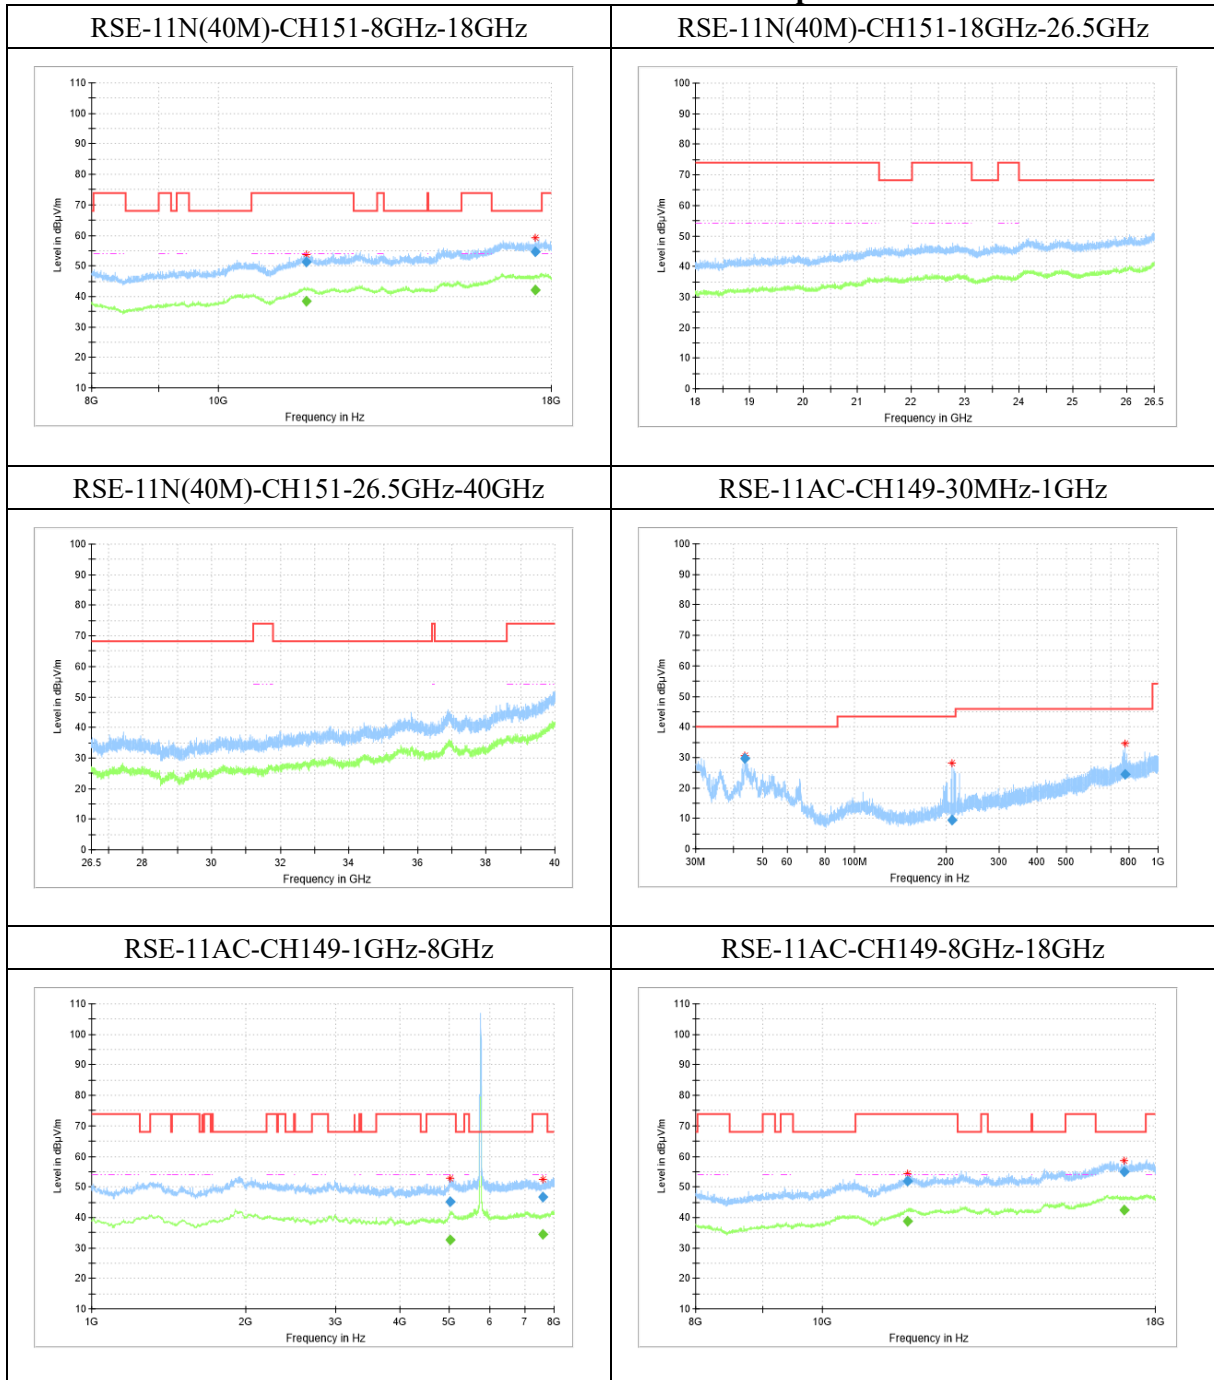 RSE-11N(40M)-CH151-8GHz-18GHz
RSE-11N(40M)-CH151-18GHz-26.5GHz
110
100
90
80
70
60
50
40
30
20
10
Level in dBµV/m
8G 10G 18G
Frequency in Hz
100
90
80
70
60
50
40
30
20
10
0
Level in dBµV/m
18 19 20 21 22 23 24 25 26 26.5
Frequency in GHz
RSE-11N(40M)-CH151-26.5GHz-40GHz
RSE-11AC-CH149-30MHz-1GHz
100
90
80
70
60
50
40
30
20
10
0
Level in dBµV/m
26.5 28 30 32 34 36 38 40
Frequency in GHz
100
90
80
70
60
50
40
30
20
10
0
Level in dBµV/m
30M 50 60 80 100M 200 300 400 500 800 1G
Frequency in Hz
RSE-11AC-CH149-1GHz-8GHz
RSE-11AC-CH149-8GHz-18GHz
110
100
90
80
70
60
50
40
30
20
10
Level in dBµV/m
1G 2G 3G 4G 5G 6 7 8G
Frequency in Hz
110
100
90
80
70
60
50
40
30
20
10
Level in dBµV/m
8G 10G 18G
Frequency in Hz